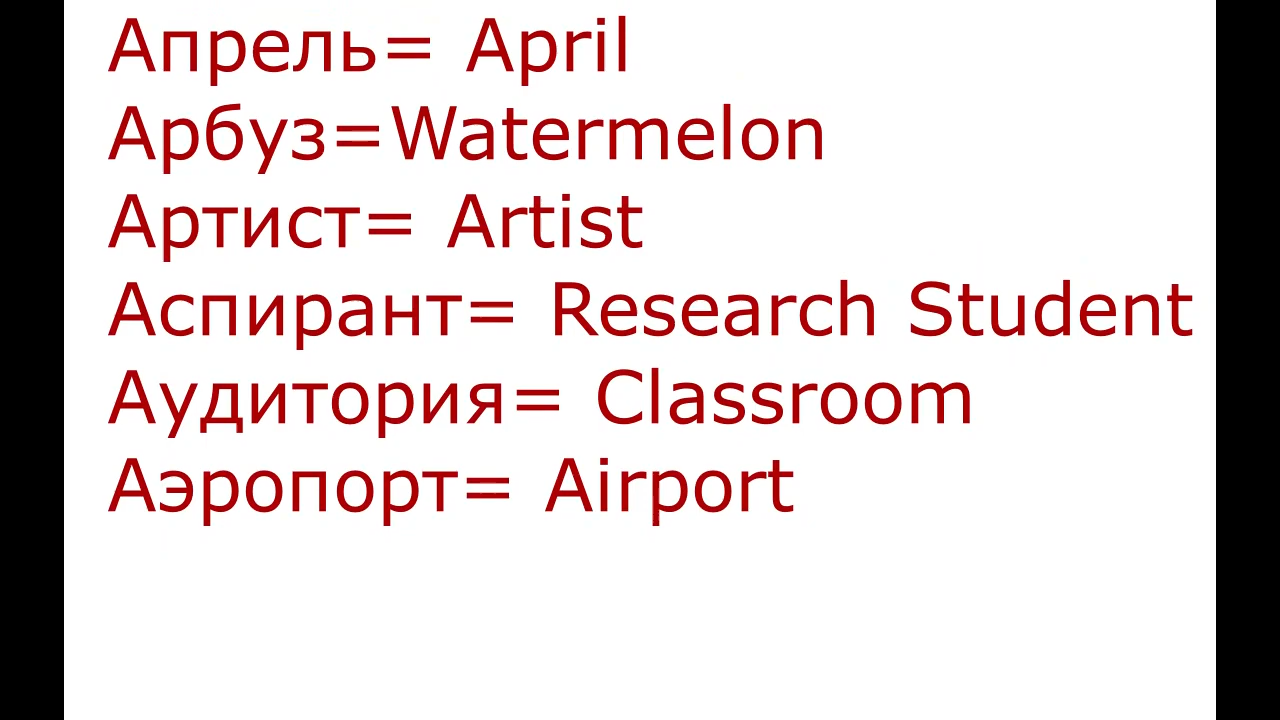 Апрель= April
Арбуз=Watermelon
Артист= Artist
Аспирант= Research Student
Аудитория= Classroom
Аэропорт= Airport